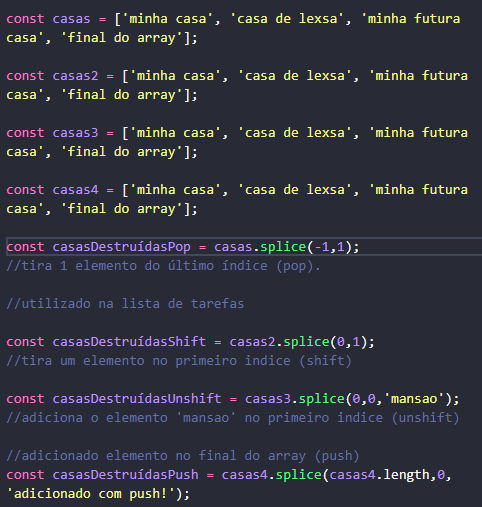 const casas = ['minha casa', 'casa de lexsa', 'minha futura
casa', 'final do array'];
const casas2 = ['minha casa', 'casa de lexsa', 'minha futura
casa', 'final do array'];
const casas3 = ['minha casa', 'casa de lexsa', 'minha futura
casa', 'final do array'];
const casas4 = ['minha casa', 'casa de lexsa', 'minha futura
casa', 'final do array'];
const casasDestruídasPop = casas.splice(-1,1);
//tira 1 elemento do último índice (pop).
//utilizado na lista de tarefas
const casasDestruídasShift = casas2.splice(0,1);
//tira um elemento no primeiro indice (shift)
const casasDestruídasUnshift = casas3.splice(0,0,'mansao');
//adiciona o elemento 'mansao' no primeiro indice (unshift)
//adicionado elemento no final do array (push)
const casasDestruídasPush = casas4.splice(casas4.length,0,
'adicionado com push!');